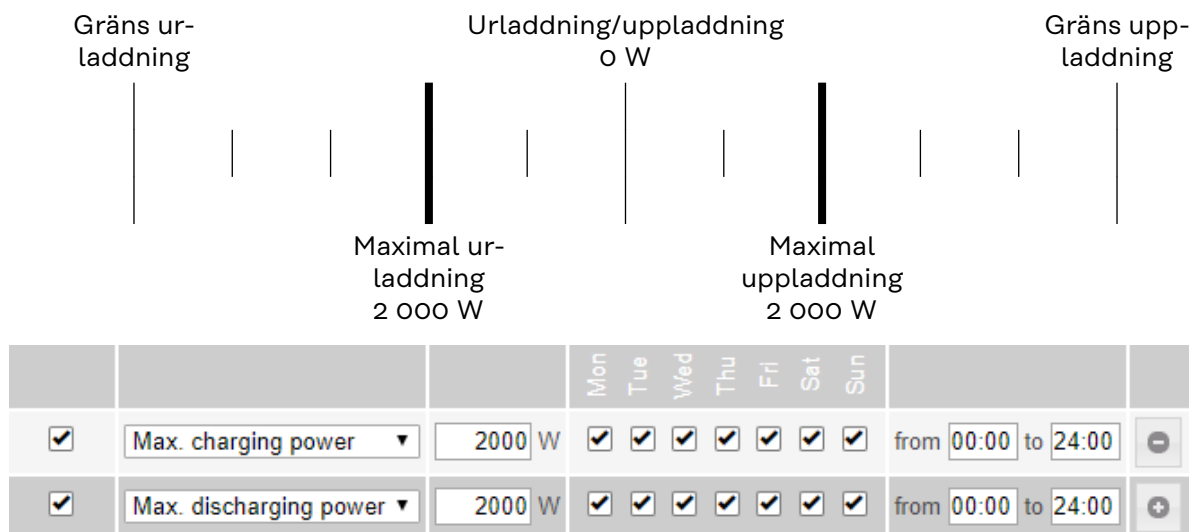 Gräns ur-
laddning
Urladdning/uppladdning
0 W
Gräns upp-
laddning
Maximal ur-
laddning
2 000 W
Maximal
uppladdning
2 000 W
Mon Tue Wed Thu Fri Sat Sun
Max. charging power 2000 W from 00:00 to 24:00
Max. discharging power 2000 W from 00:00 to 24:00